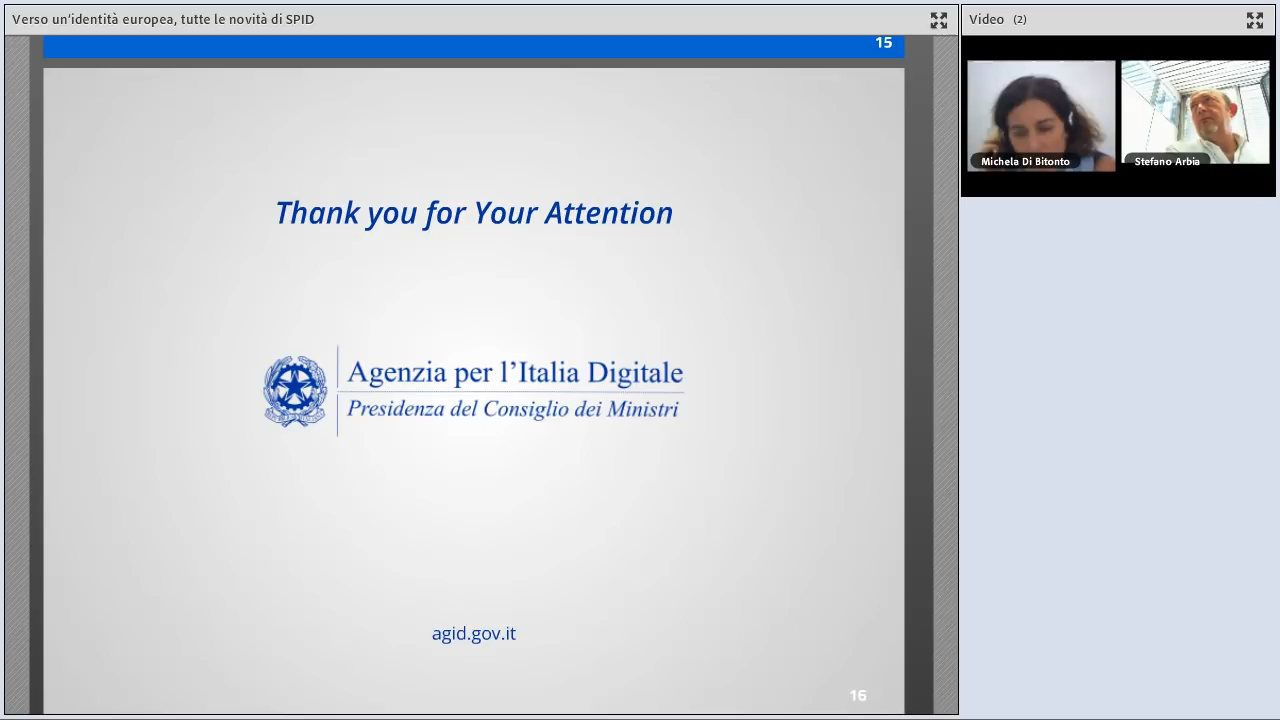 Verso un'identità europea, tutte le novità di SPID
Video (2)
15
Michela Di Bitonto
Stefano Arbia
Thank you for Your Attention
Agenzia per l'Italia Digitale
Presidenza del Consiglio dei Ministri
agid.gov.it
16